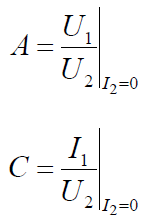 A = U₁/U₂|I₂=0
C = I₁/U₂|I₂=0